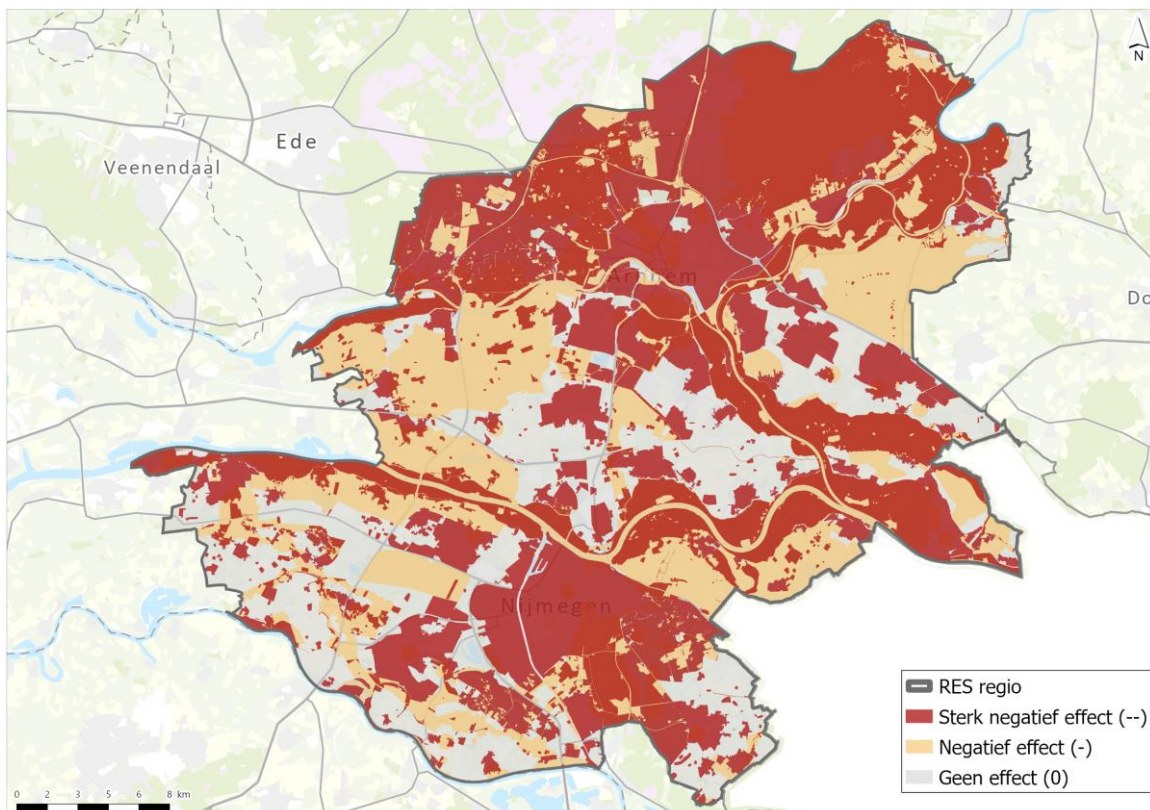 N
Ede
Veenendaal
Arnhem
Do
Nijmegen
RES regio
Sterk negatief effect (--)
Negatief effect (-)
Geen effect (0)
0 2 3 5 6 8 km